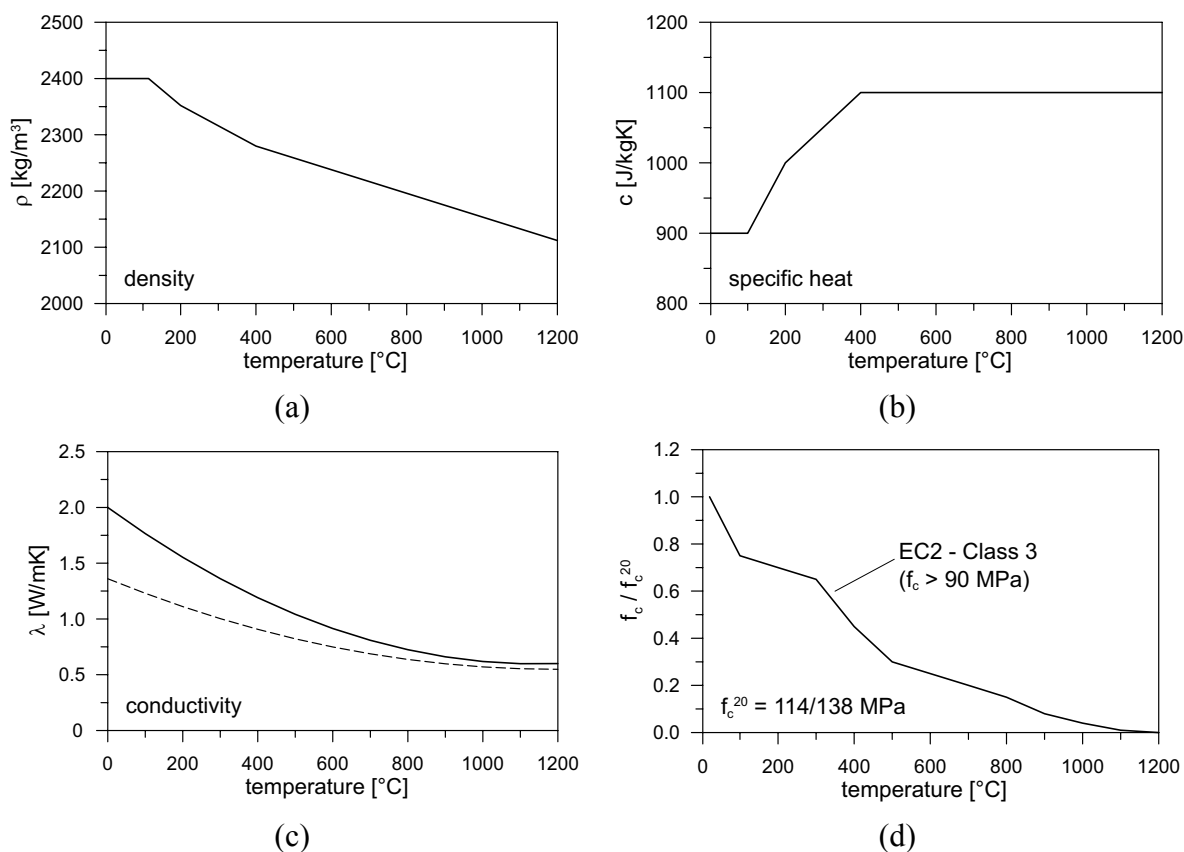 2500
2400
2300
2200
2100
2000
ρ [kg/m³]
density
0 200 400 600 800 1000 1200
temperature [°C]
(a)
1200
1100
1000
900
800
c [J/kgK]
specific heat
0 200 400 600 800 1000 1200
temperature [°C]
(b)
2.5
2.0
1.5
1.0
0.5
0
λ [W/mK]
conductivity
0 200 400 600 800 1000 1200
temperature [°C]
(c)
1.2
1.0
0.8
0.6
0.4
0.2
0.0
f_c / f_c^20
EC2 - Class 3
(f_c > 90 MPa)
f_c^20 = 114/138 MPa
0 200 400 600 800 1000 1200
temperature [°C]
(d)